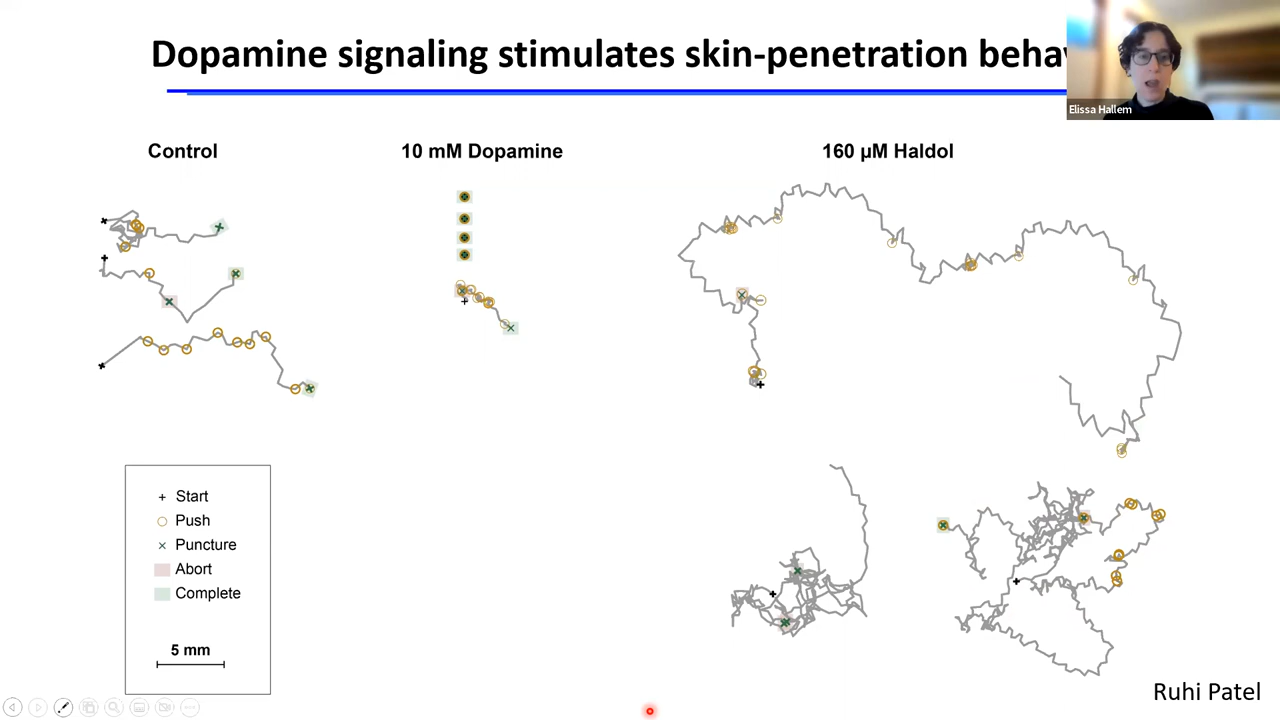 Dopamine signaling stimulates skin-penetration behav
Elissa Hallem
Control
10 mM Dopamine
160 µM Haldol
Start
Push
Puncture
Abort
Complete
5 mm
Ruhi Patel